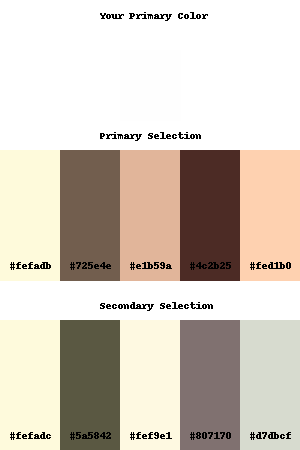 Your Primary Color
Primary Selection
#fefadb #725e4e #e1b59a #4c2b25 #fed1b0
Secondary Selection
#fefadc #5a5842 #fef9e1 #807170 #d7dbcf